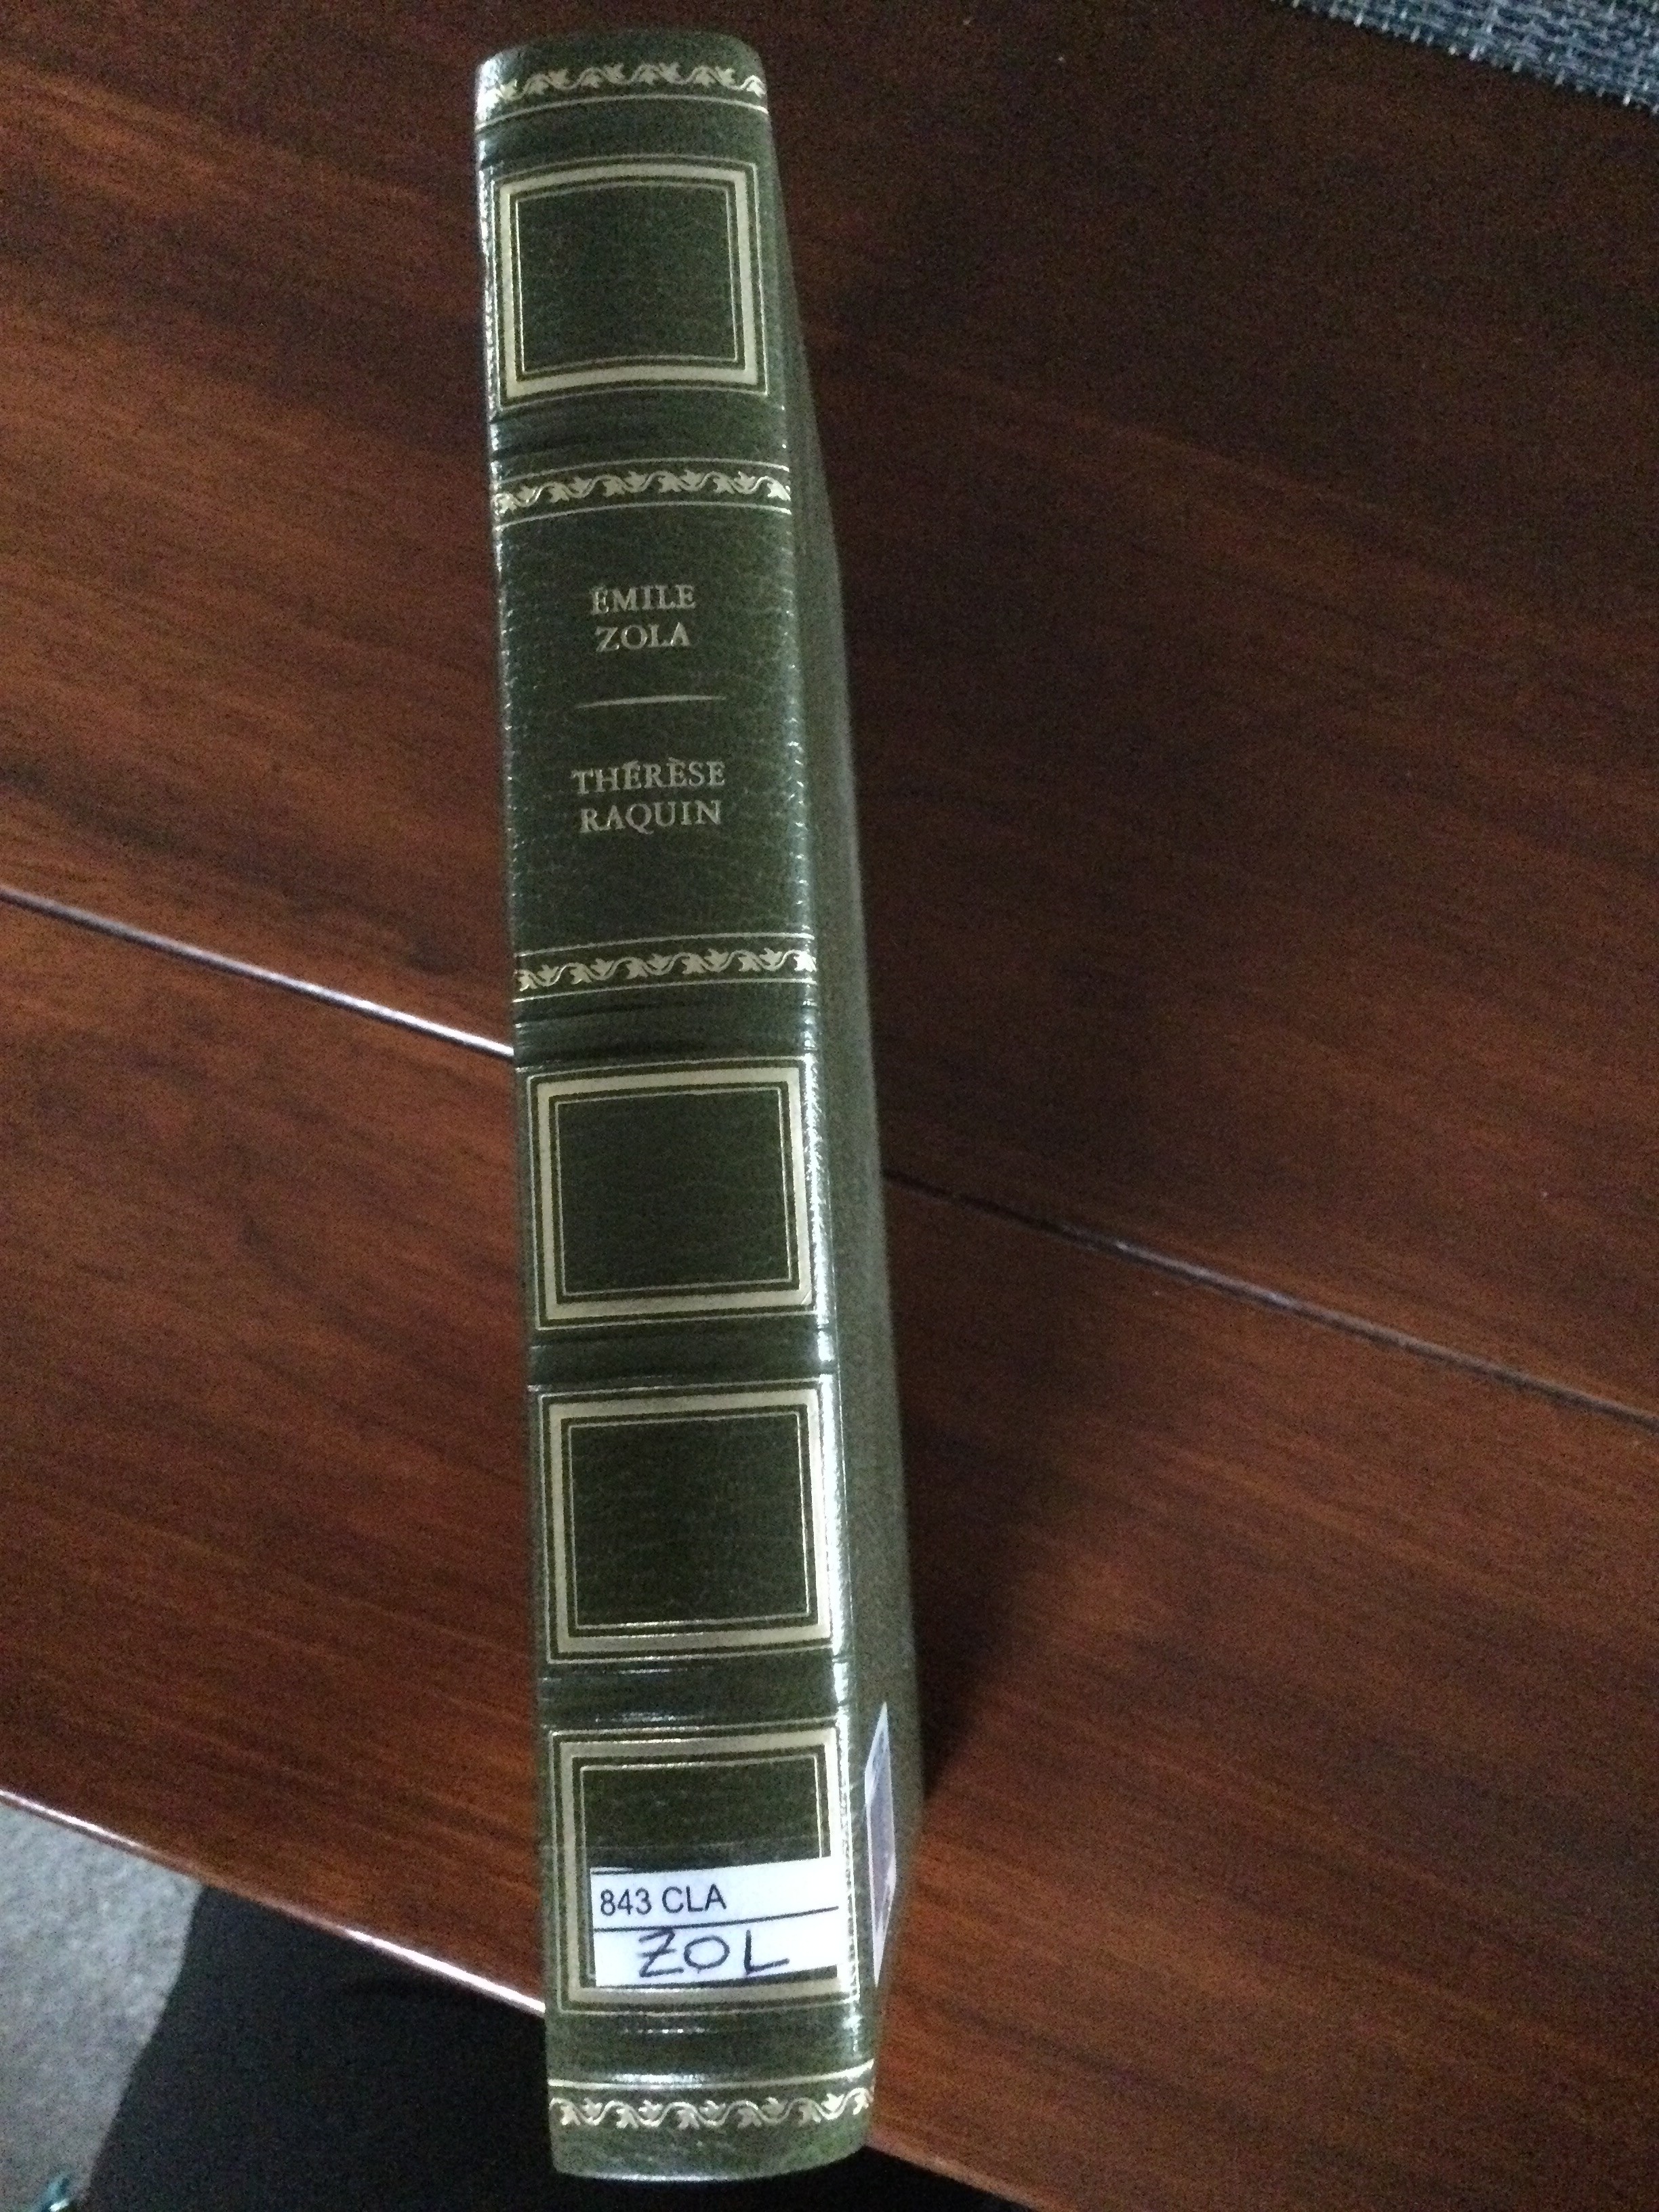 ÉMILE
ZOLA
THÉRÈSE
RAQUIN
843 CLA
ZOL